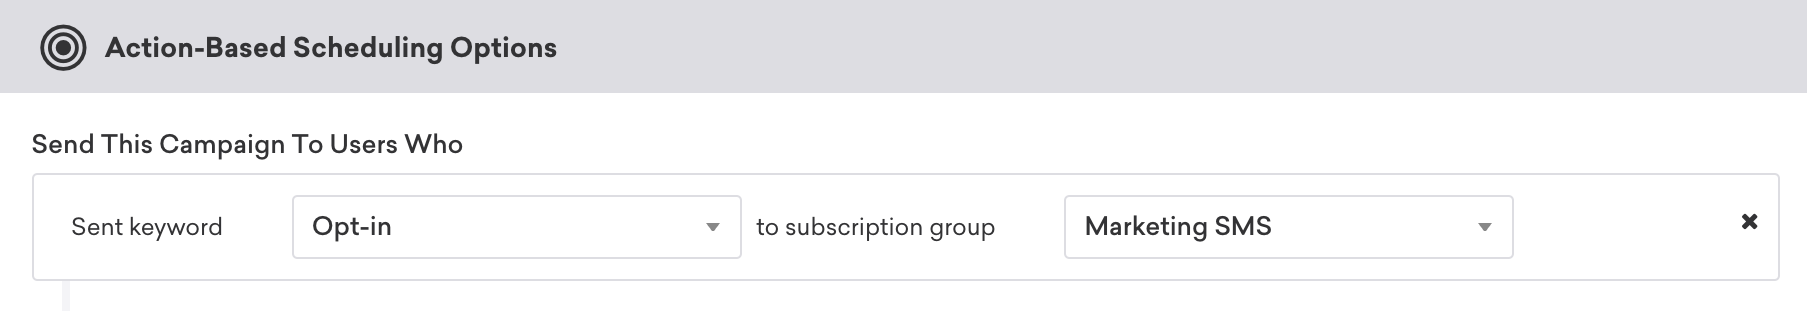 Action-Based Scheduling Options
Send This Campaign To Users Who
Sent keyword Opt-in to subscription group Marketing SMS